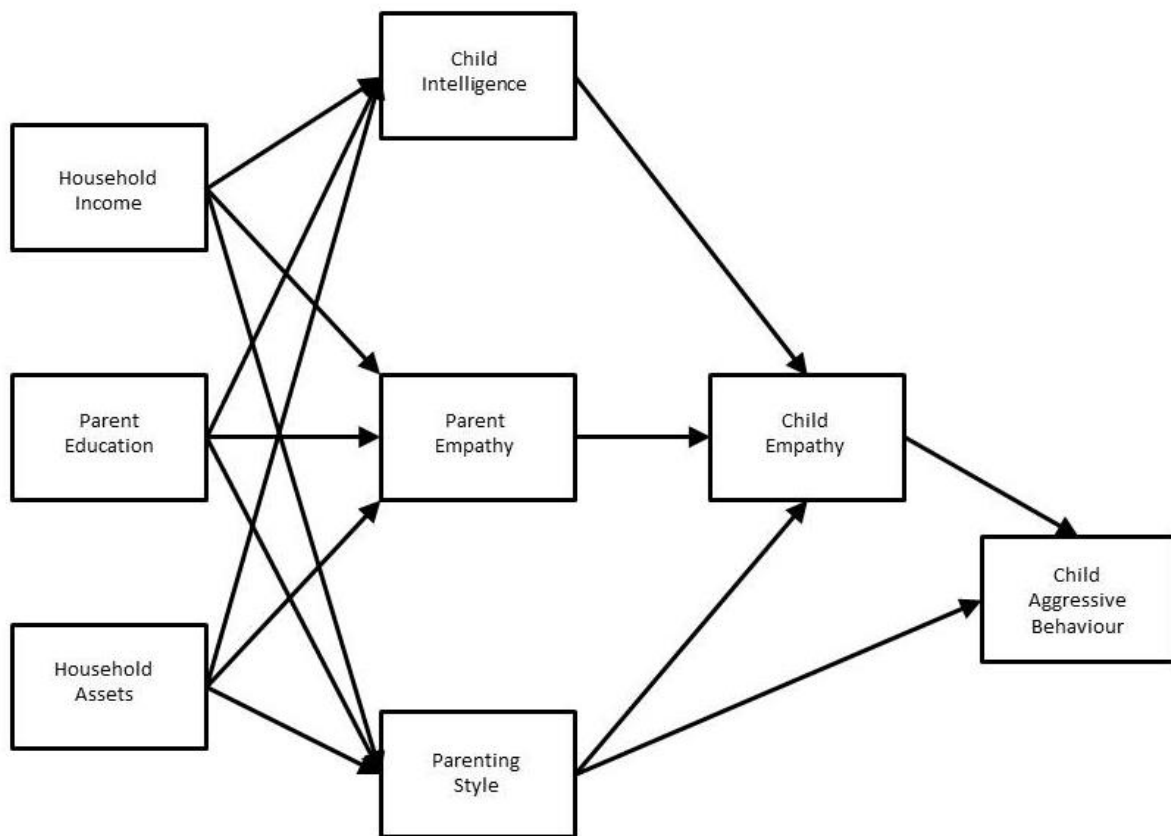 Child
Intelligence
Household
Income
Parent
Education
Parent
Empathy
Child
Empathy
Child
Aggressive
Behaviour
Household
Assets
Parenting
Style